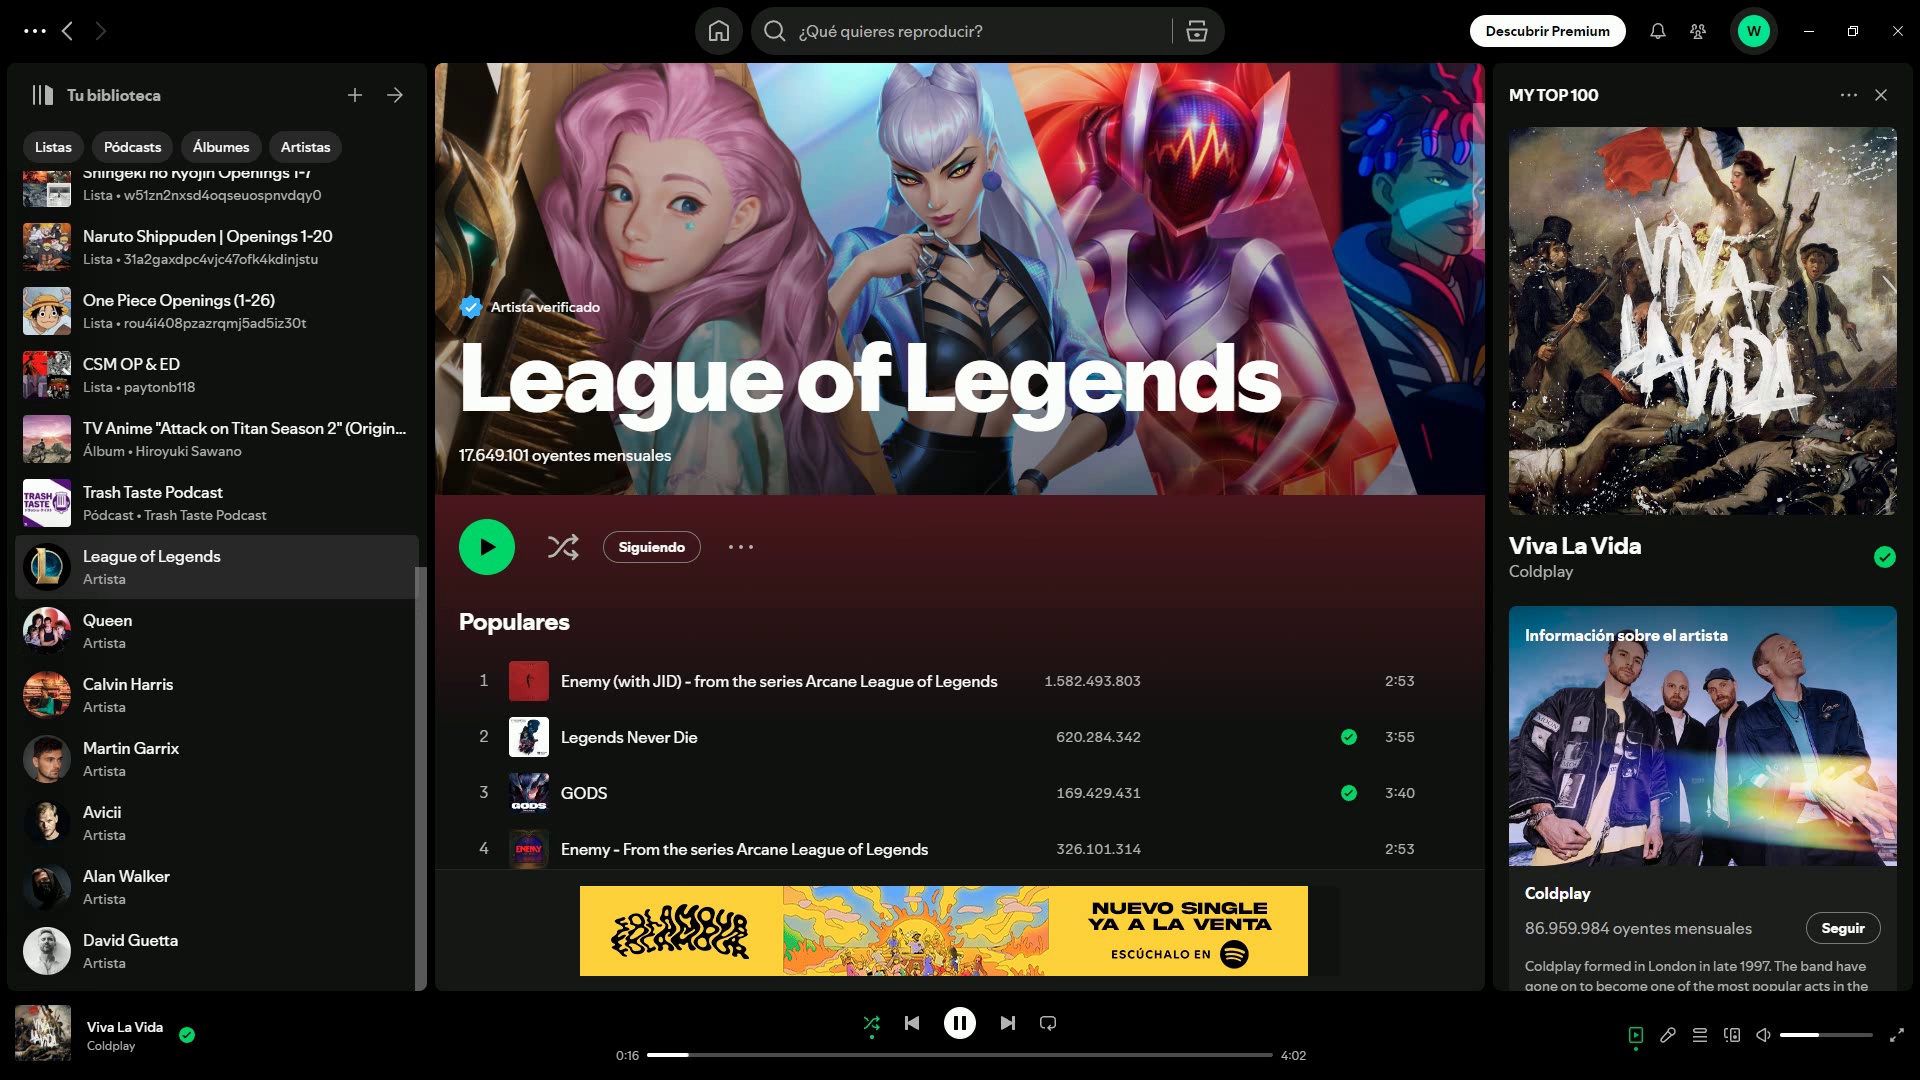 ¿Qué quieres reproducir?
Descubrir Premium
W
Tu biblioteca
Listas
Pódcasts
Álbumes
Artistas
Shingeki no Kyojin Openings 1-7
Lista • w51zn2nxsd4oqseuospnvdqy0
Naruto Shippuden | Openings 1-20
Lista • 31a2gaxdpc4vjc47ofk4kdinjstu
One Piece Openings (1-26)
Lista • rou4i408pzazrqmj5ad5iz30t
CSM OP & ED
Lista • paytonb118
TV Anime "Attack on Titan Season 2" (Origin...
Álbum • Hiroyuki Sawano
TRASH TASTE
Trash Taste Podcast
Pódcast • Trash Taste Podcast
League of Legends
Artista
Queen
Artista
Calvin Harris
Artista
Martin Garrix
Artista
Avicii
Artista
Alan Walker
Artista
David Guetta
Artista
Artista verificado
League of Legends
17.649.101 oyentes mensuales
Siguiendo
Populares
1 Enemy (with JID) - from the series Arcane League of Legends 1.582.493.803 2:53
2 Legends Never Die 620.284.342 3:55
3 GODS GODS 169.429.431 3:40
4 ENEMY Enemy - From the series Arcane League of Legends 326.101.314 2:53
NUEVO SINGLE
YA A LA VENTA
ESCÚCHALO EN
MY TOP 100
VIVA
LA VIDA
Viva La Vida
Coldplay
Información sobre el artista
Coldplay
86.959.984 oyentes mensuales
Seguir
Coldplay formed in London in late 1997. The band have
gone on to become one of the most popular acts in the
Viva La Vida
Coldplay
0:16
4:02